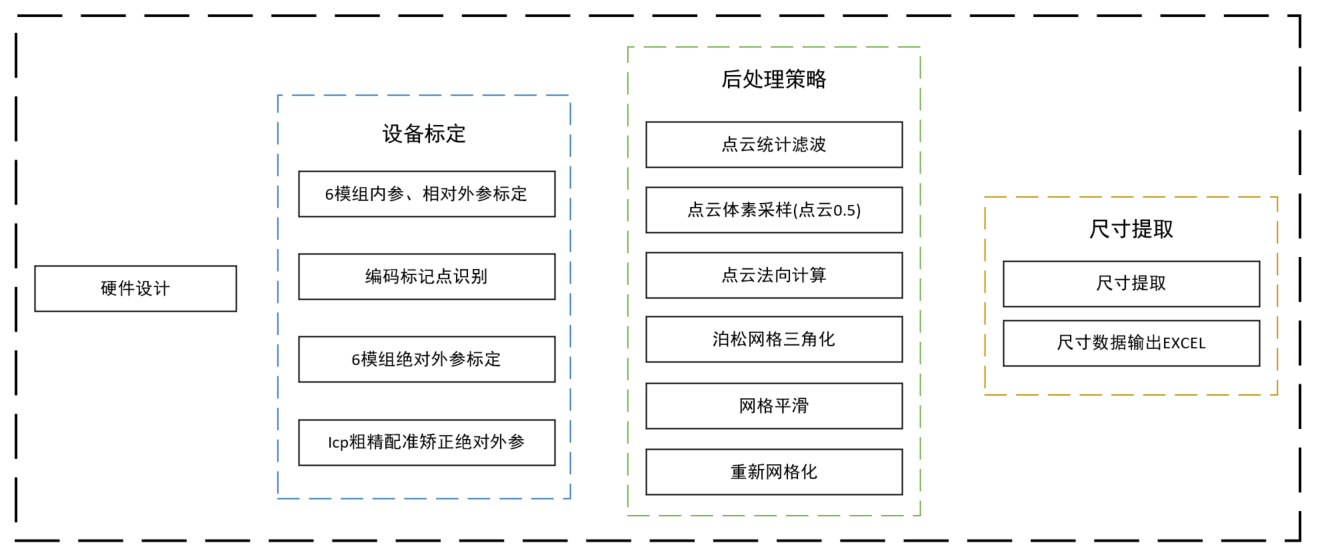 硬件设计
设备标定
6模组内参、相对外参标定
编码标记点识别
6模组绝对外参标定
Icp粗精配准矫正绝对外参
后处理策略
点云统计滤波
点云体素采样(点云0.5)
点云法向计算
泊松网格三角化
网格平滑
重新网格化
尺寸提取
尺寸提取
尺寸数据输出EXCEL